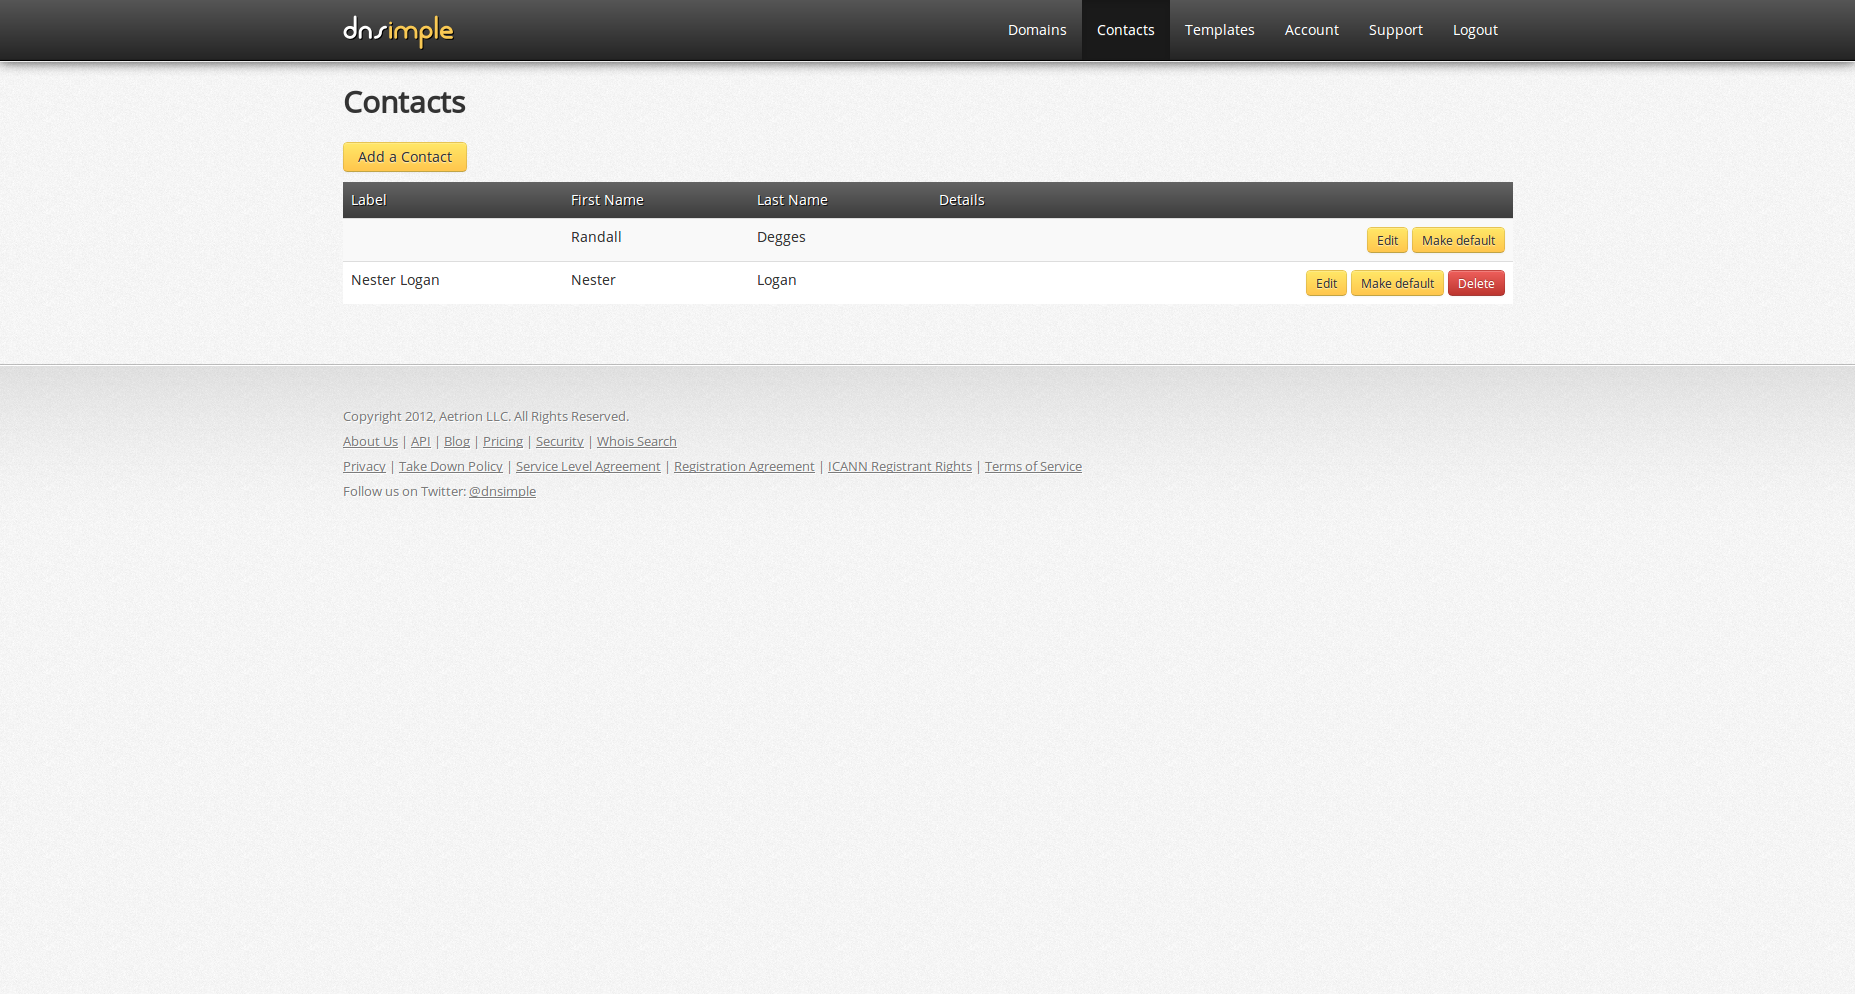 dnsimple Domains Contacts Templates Account Support Logout
Contacts
Add a Contact
Label First Name Last Name Details
Randall Degges Edit Make default
Nester Logan Nester Logan Edit Make default Delete
Copyright 2012, Aetrion LLC. All Rights Reserved.
About Us | API | Blog | Pricing | Security | Whois Search
Privacy | Take Down Policy | Service Level Agreement | Registration Agreement | ICANN Registrant Rights | Terms of Service
Follow us on Twitter: @dnsimple